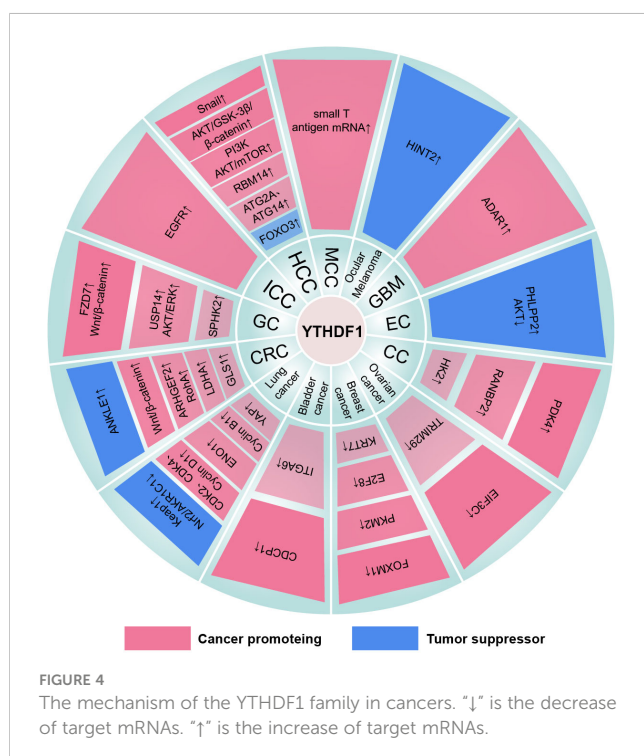 Snail↑
AKT/GSK-3β/
β-catenin↑
PI3K
AKT/mTOR↑
RBM14↑
ATG2A、
ATG14↑
FOXO3↑
HCC
small T
antigen mRNA↑
MCC
HINT2↑
Ocular
Melanoma
ADAR1↑
GBM
PHLPP2↑
AKT↓
EC
PDK4↑
RANBP2↑
HK2↑
CC
EIF3C↑
TRIM29↑
Ovarian
cancer
KRT7↑
E2F8↑
PKM2↑
FOXM1↑
Breast
cancer
ITGA6↑
CDCP1↑
Bladder
cancer
YAP↑
Cyclin B1↑
ENO1↑
CDK2、CDK4、
Cyclin D1↑
Keap1↑
Nrf2/AKR1C1↓
Lung
cancer
GLS1↑
LDHA↑
ARHGEF2↑
RohA↑
Wnt/β-catenin↑
ANKLE1↑
CRC
FZD7↑
Wnt/β-catenin↑
USP14↑
AKT/ERK↑
SPHK2↑
GC
EGFR↑
ICC
YTHDF1
Cancer promoteing
Tumor suppressor
FIGURE 4
The mechanism of the YTHDF1 family in cancers. “↓” is the decrease
of target mRNAs. “↑” is the increase of target mRNAs.